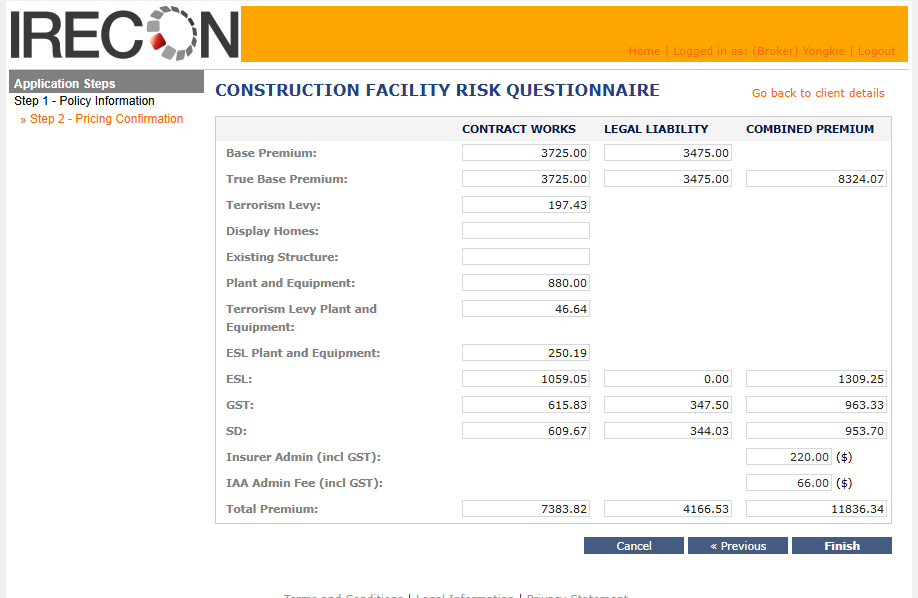 IRECON
Home | Logged in as: (Broker) Yongkie | Logout
Application Steps
Step 1 - Policy Information
» Step 2 - Pricing Confirmation
CONSTRUCTION FACILITY RISK QUESTIONNAIRE
Go back to client details
CONTRACT WORKS LEGAL LIABILITY COMBINED PREMIUM
Base Premium: 3725.00 3475.00
True Base Premium: 3725.00 3475.00 8324.07
Terrorism Levy: 197.43
Display Homes:
Existing Structure:
Plant and Equipment: 880.00
Terrorism Levy Plant and
Equipment: 46.64
ESL Plant and Equipment: 250.19
ESL: 1059.05 0.00 1309.25
GST: 615.83 347.50 963.33
SD: 609.67 344.03 953.70
Insurer Admin (incl GST): 220.00 ($)
IAA Admin Fee (incl GST): 66.00 ($)
Total Premium: 7383.82 4166.53 11836.34
Cancel « Previous Finish
Terms and Conditions | Legal Information | Privacy Statement